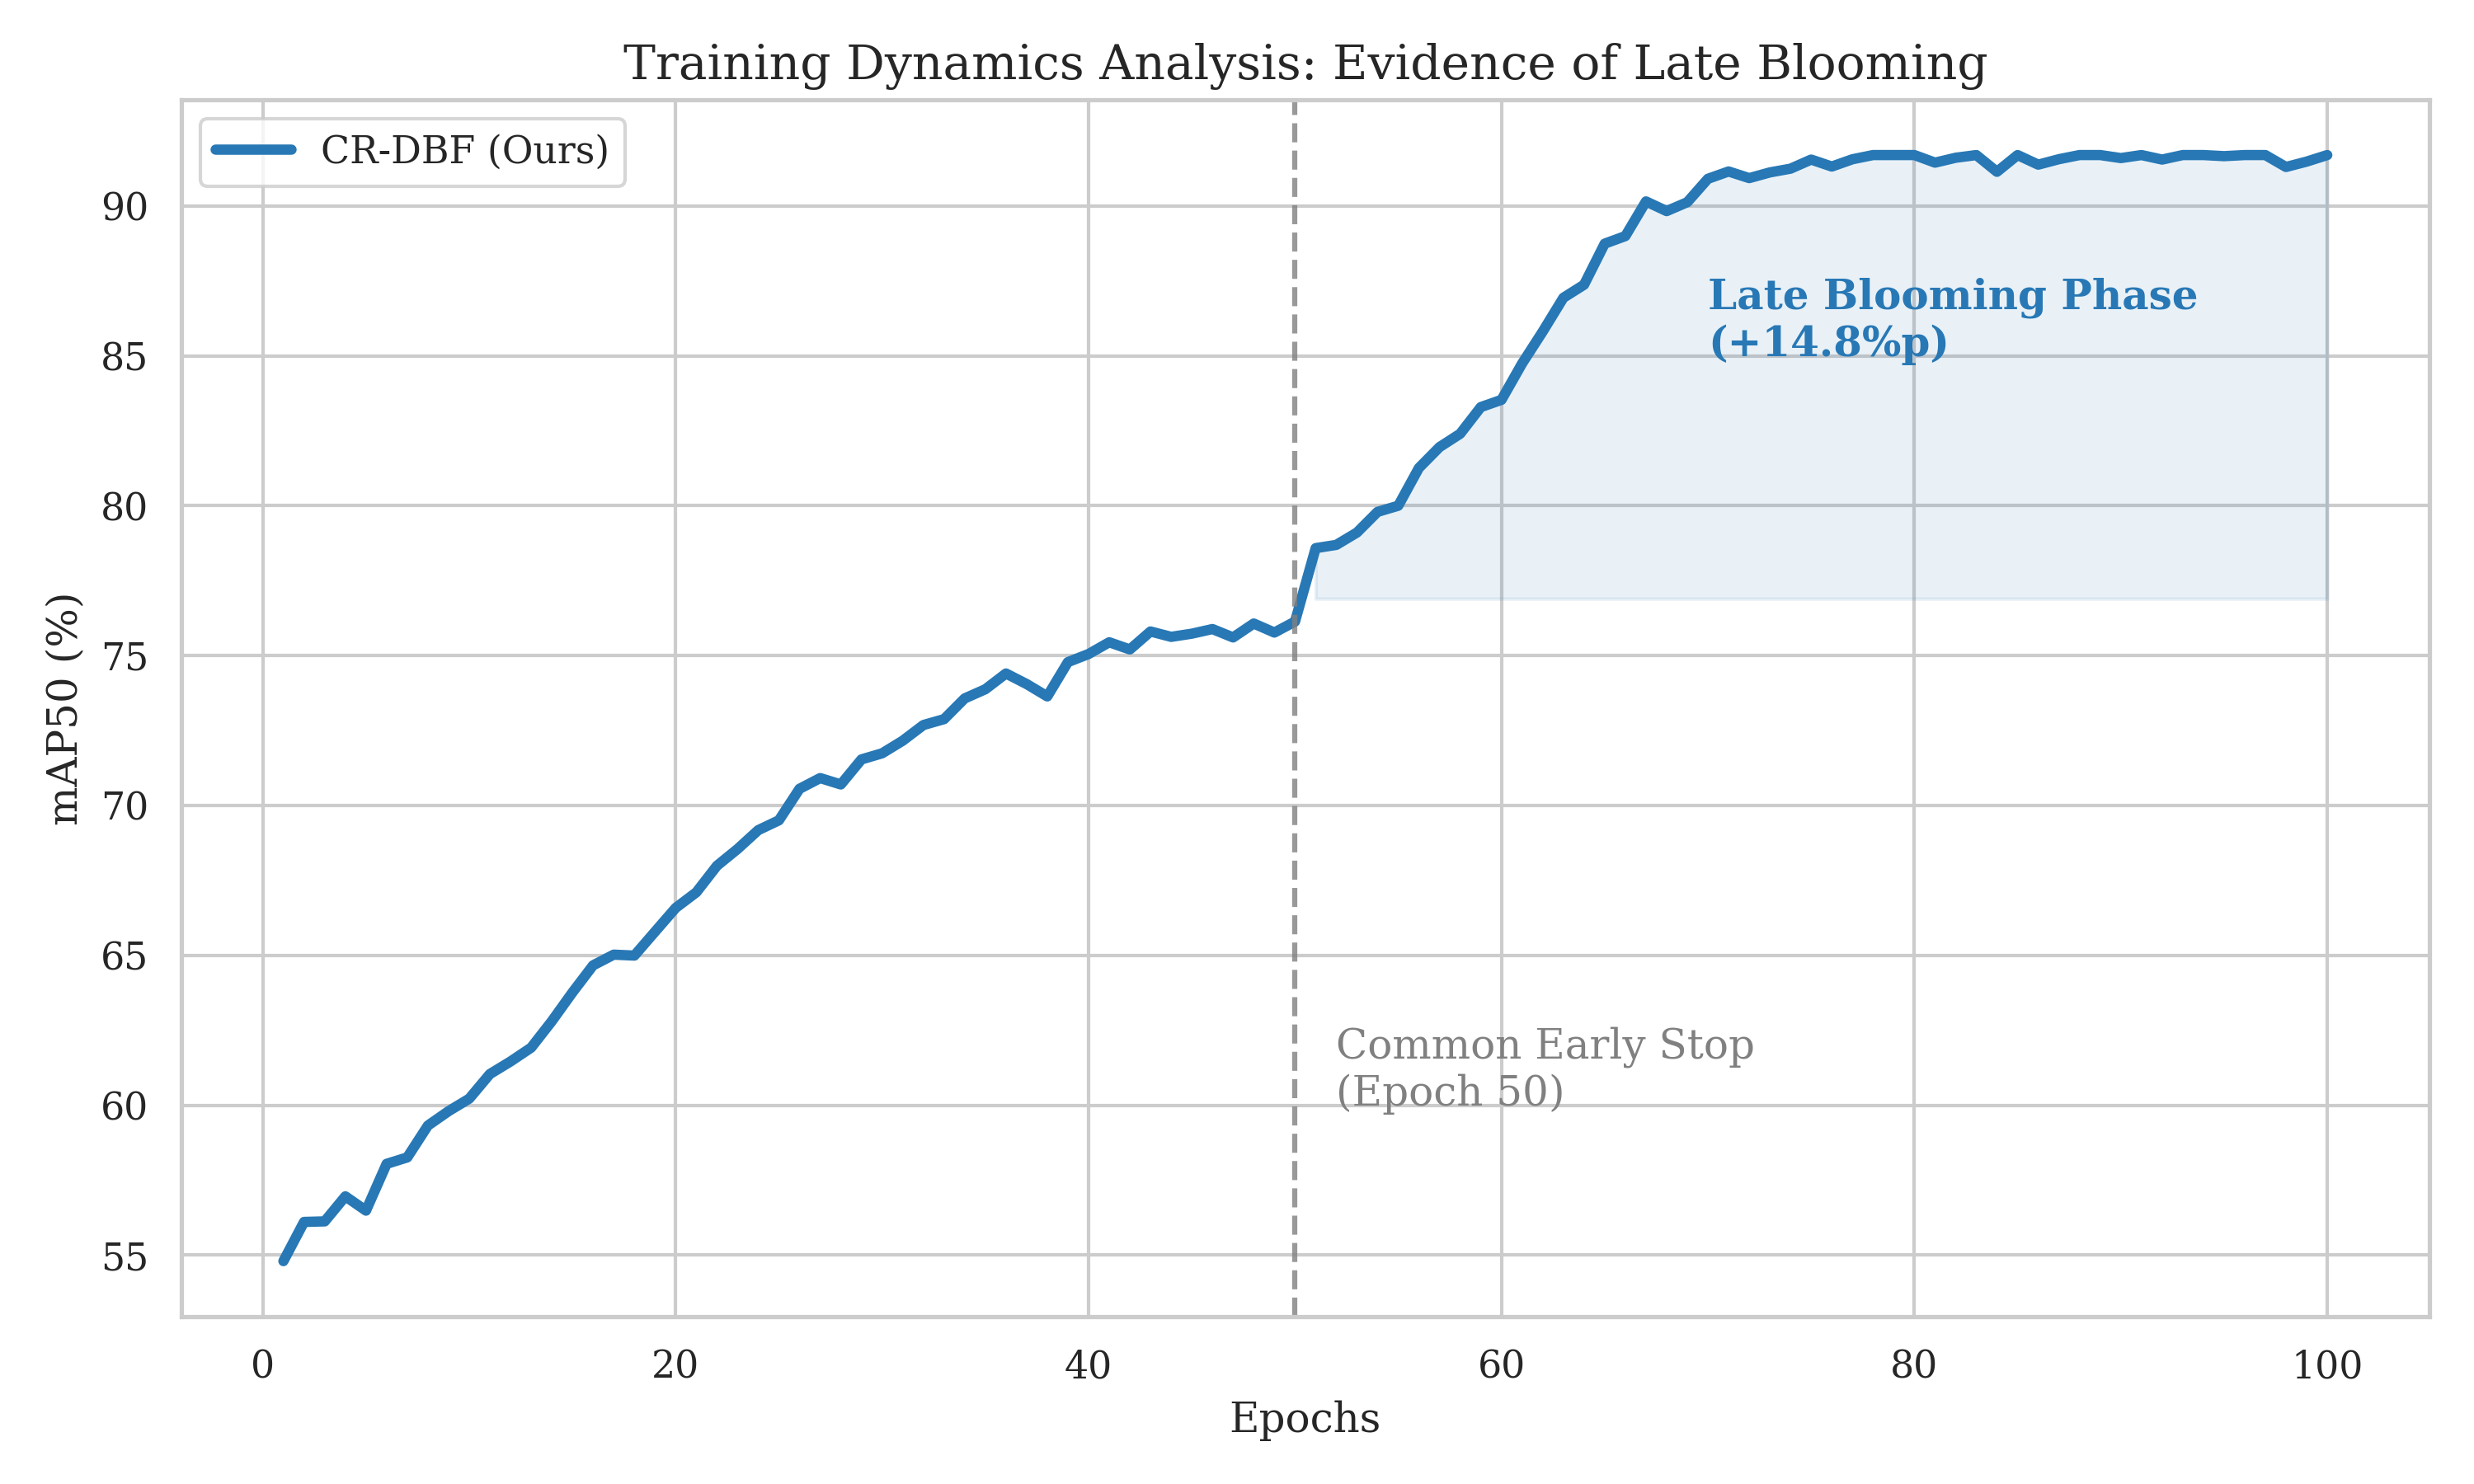 Training Dynamics Analysis: Evidence of Late Blooming
CR-DBF (Ours)
90
85
80
75
70
65
60
55
mAP50 (%)
Late Blooming Phase
(+14.8%p)
Common Early Stop
(Epoch 50)
0
20
40
60
80
100
Epochs